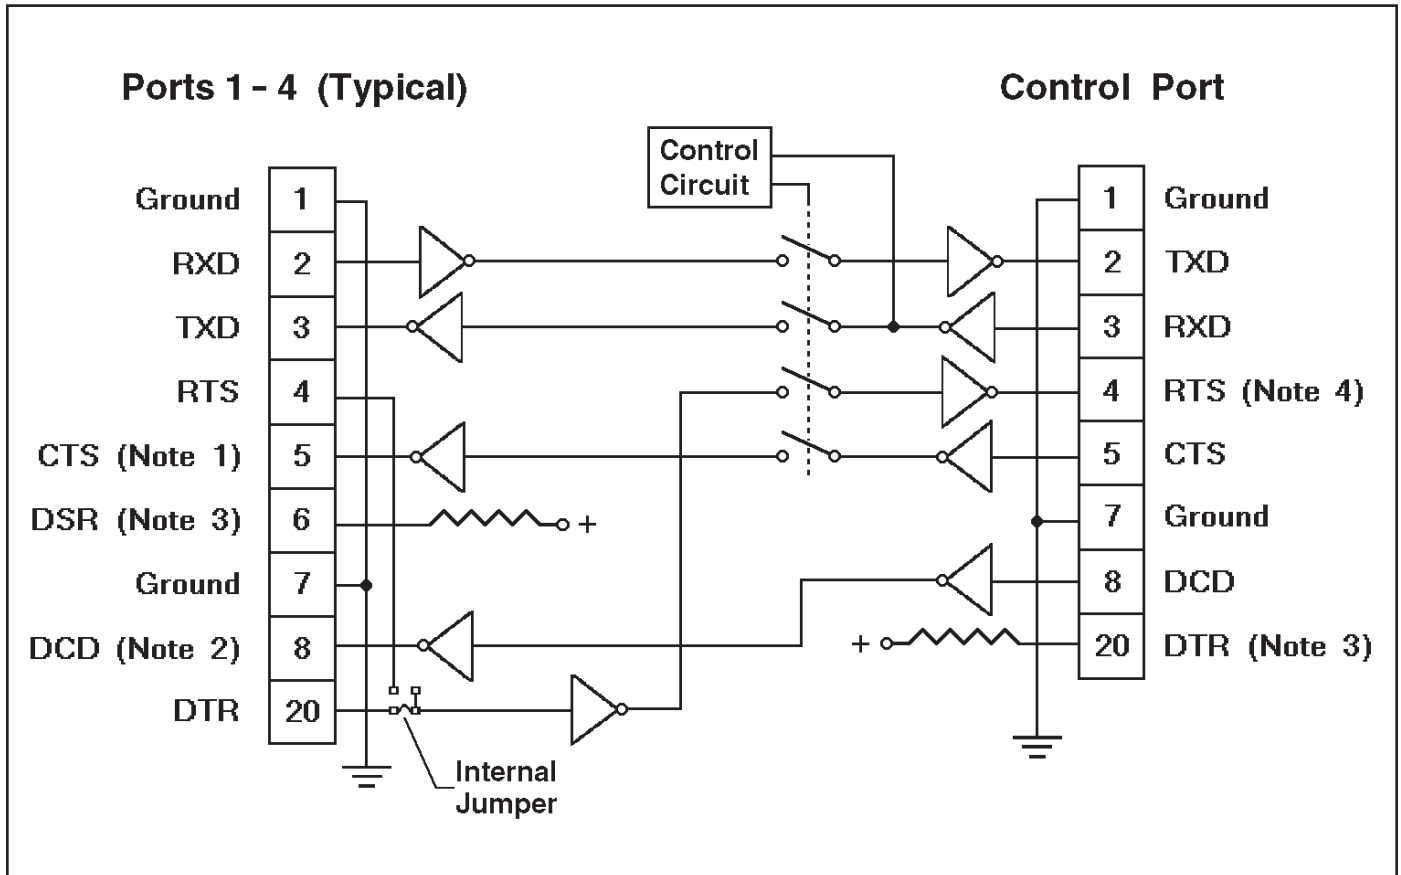 Ports 1 - 4 (Typical)
Control Port
Control
Circuit
Ground 1
RXD 2
TXD 3
RTS 4
CTS (Note 1) 5
DSR (Note 3) 6 +
Ground 7
DCD (Note 2) 8
DTR 20
Internal
Jumper
1 Ground
2 TXD
3 RXD
4 RTS (Note 4)
5 CTS
7 Ground
8 DCD
+ 20 DTR (Note 3)